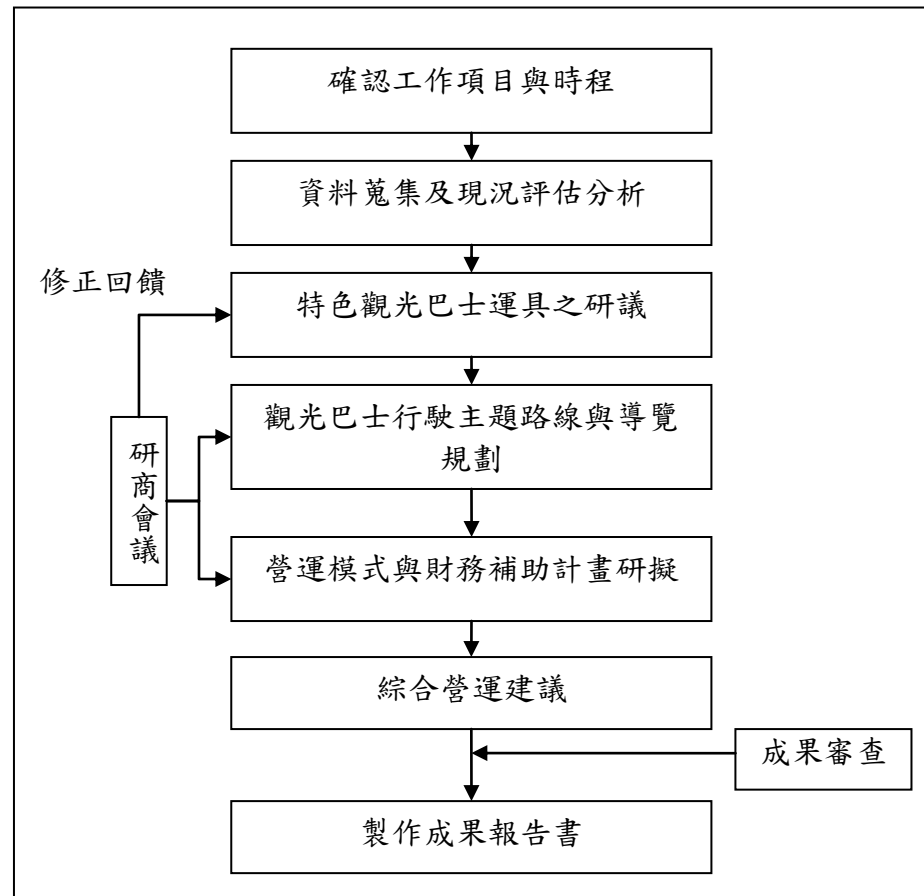 確認工作項目與時程
資料蒐集及現況評估分析
修正回饋
特色觀光巴士運具之研議
觀光巴士行駛主題路線與導覽
規劃
研商會議
營運模式與財務補助計畫研擬
綜合營運建議
成果審查
製作成果報告書